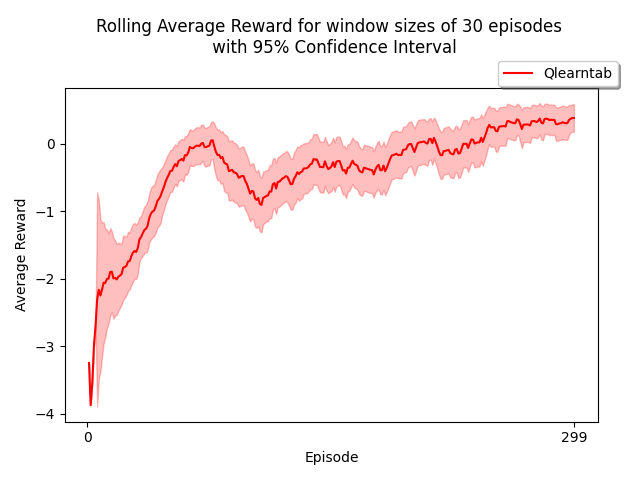 Rolling Average Reward for window sizes of 30 episodes
with 95% Confidence Interval
Qlearntab
0
−1
−2
−3
−4
Average Reward
0
299
Episode